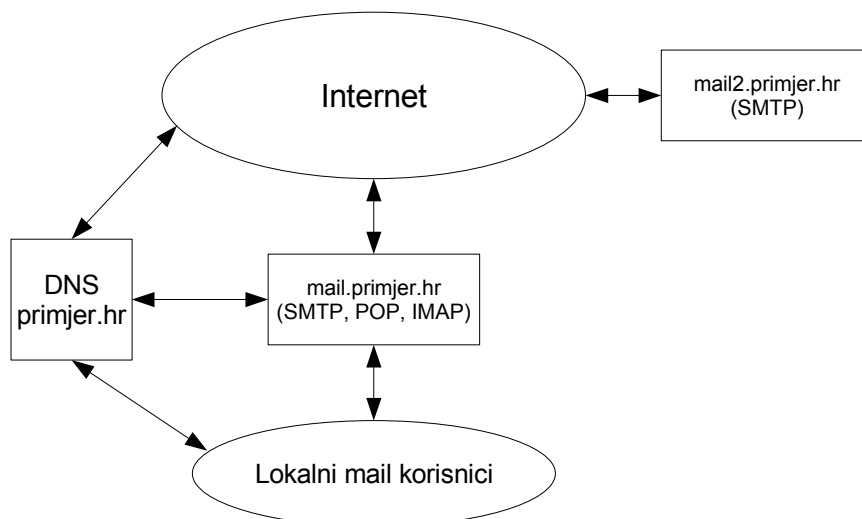 Internet
mail2.primjer.hr
(SMTP)
DNS
primjer.hr
mail.primjer.hr
(SMTP, POP, IMAP)
Lokalni mail korisnici